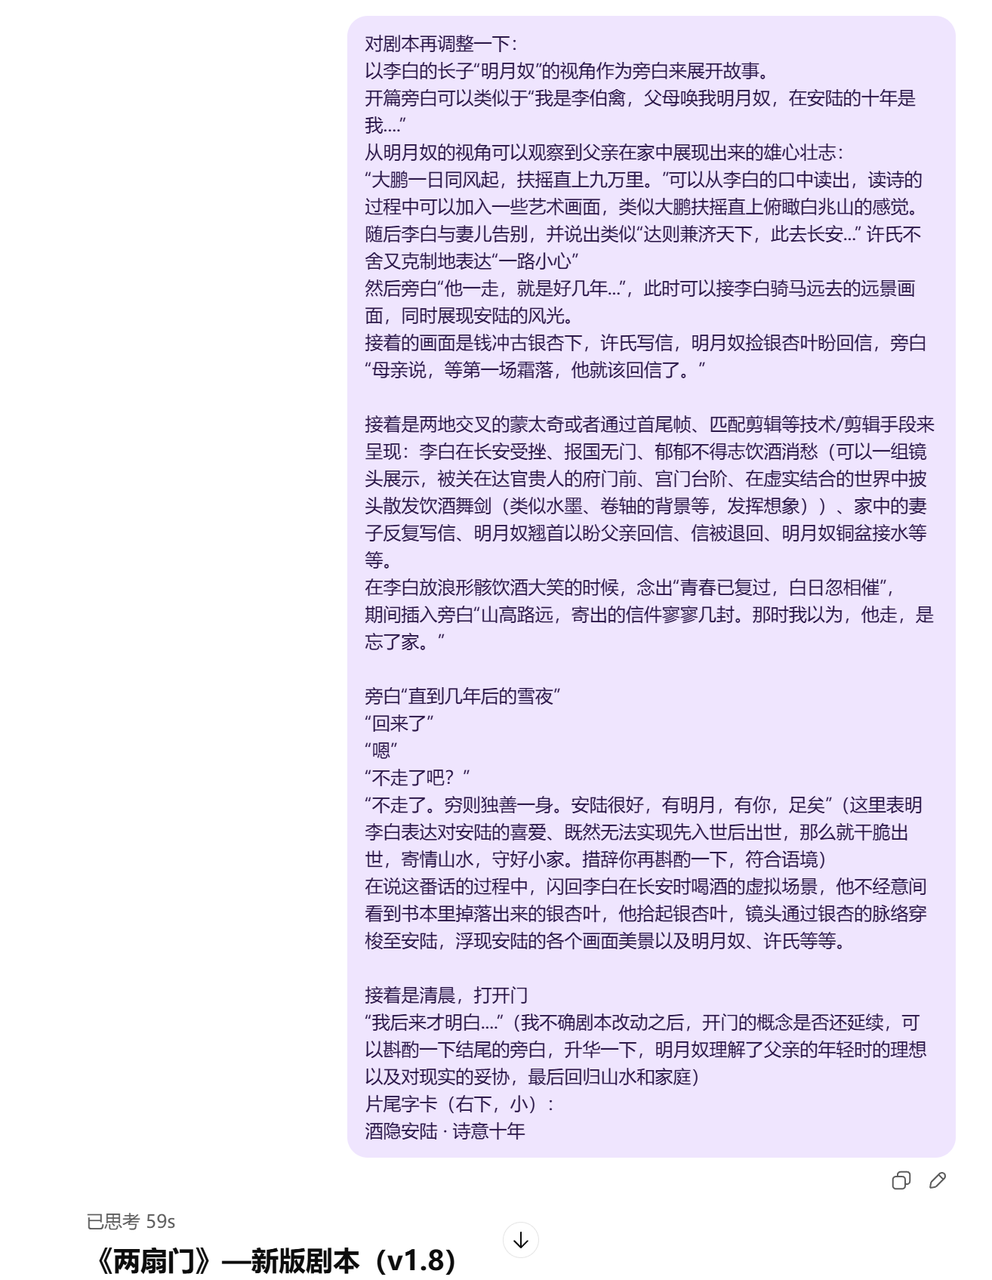 对剧本再调整一下：
以李白的长子“明月奴”的视角作为旁白来展开故事。
开篇旁白可以类似于“我是李伯禽，父母唤我明月奴，在安陆的十年是
我....”
从明月奴的视角可以观察到父亲在家中展现出来的雄心壮志：
“大鹏一日同风起，扶摇直上九万里。”可以从李白的口中读出，读诗的
过程中可以加入一些艺术画面，类似大鹏扶摇直上俯瞰白兆山的感觉。
随后李白与妻儿告别，并说出类似“达则兼济天下，此去长安...” 许氏不
舍又克制地表达“一路小心”
然后旁白“他一走，就是好几年...”，此时可以接李白骑马远去的远景画
面，同时展现安陆的风光。
接着的画面是钱冲古银杏下，许氏写信，明月奴捡银杏叶盼回信，旁白
“母亲说，等第一场霜落，他就该回信了。”
接着是两地交叉的蒙太奇或者通过首尾帧、匹配剪辑等技术/剪辑手段来
呈现：李白在长安受挫、报国无门、郁郁不得志饮酒消愁（可以一组镜
头展示，被关在达官贵人的府门前、宫门台阶、在虚实结合的世界中披
头散发饮酒舞剑（类似水墨、卷轴的背景等，发挥想象））、家中的妻
子反复写信、明月奴翘首以盼父亲回信、信被退回、明月奴铜盆接水等
等。
在李白放浪形骸饮酒大笑的时候，念出“青春已复过，白日忽相催”，
期间插入旁白“山高路远，寄出的信件寥寥几封。那时我以为，他走，是
忘了家。”
旁白“直到几年后的雪夜”
“回来了”
“嗯”
“不走了吧？”
“不走了。穷则独善一身。安陆很好，有明月，有你，足矣”（这里表明
李白表达对安陆的喜爱、既然无法实现先入世后出世，那么就干脆出
世，寄情山水，守好小家。措辞你再斟酌一下，符合语境）
在说这番话的过程中，闪回李白在长安时喝酒的虚拟场景，他不经意间
看到书本里掉落出来的银杏叶，他拾起银杏叶，镜头通过银杏的脉络穿
梭至安陆，浮现安陆的各个画面美景以及明月奴、许氏等等。
接着是清晨，打开门
“我后来才明白....”（我不确剧本改动之后，开门的概念是否还延续，可
以斟酌一下结尾的旁白，升华一下，明月奴理解了父亲的年轻时的理想
以及对现实的妥协，最后回归山水和家庭）
片尾字卡（右下，小）：
酒隐安陆 · 诗意十年
已思考 59s
《两扇门》—新版剧本（v1.8）